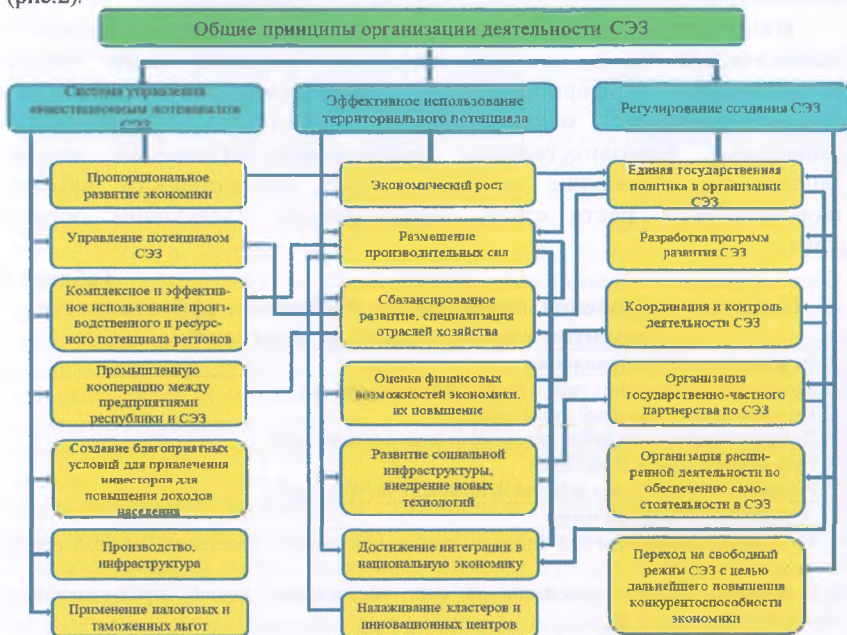 (рис.2).
Общие принципы организации деятельности СЭЗ
Система управления
инвестиционным потенциалом
СЭЗ
Эффективное использование
территориального потенциала
Регулирование создания СЭЗ
Пропорциональное
развитие экономики
Управление потенциалом
СЭЗ
Комплексное и эффектив-
ное использование произ-
водственного и ресурс-
ного потенциала регионов
Промышленную
кооперацию между
предприятиями
республики и СЭЗ
Создание благоприятных
условий для привлечения
инвесторов для
повышения доходов
населения
Производство,
инфраструктура
Применение налоговых и
таможенных льгот
Экономический рост
Размещение
производительных сил
Сбалансированное
развитие, специализация
отраслей хозяйства
Оценка финансовых
возможностей экономики,
их повышение
Развитие социальной
инфраструктуры,
внедрение новых
технологий
Достижение интеграции в
национальную экономику
Налаживание кластеров и
инновационных центров
Единая государственная
политика в организации
СЭЗ
Разработка программ
развития СЭЗ
Координация и контроль
деятельности СЭЗ
Организация
государственно-частного
партнерства по СЭЗ
Организация расши-
ренной деятельности по
обеспечению само-
стоятельности в СЭЗ
Переход на свободный
режим СЭЗ с целью
дальнейшего повышения
конкурентоспособности
экономики